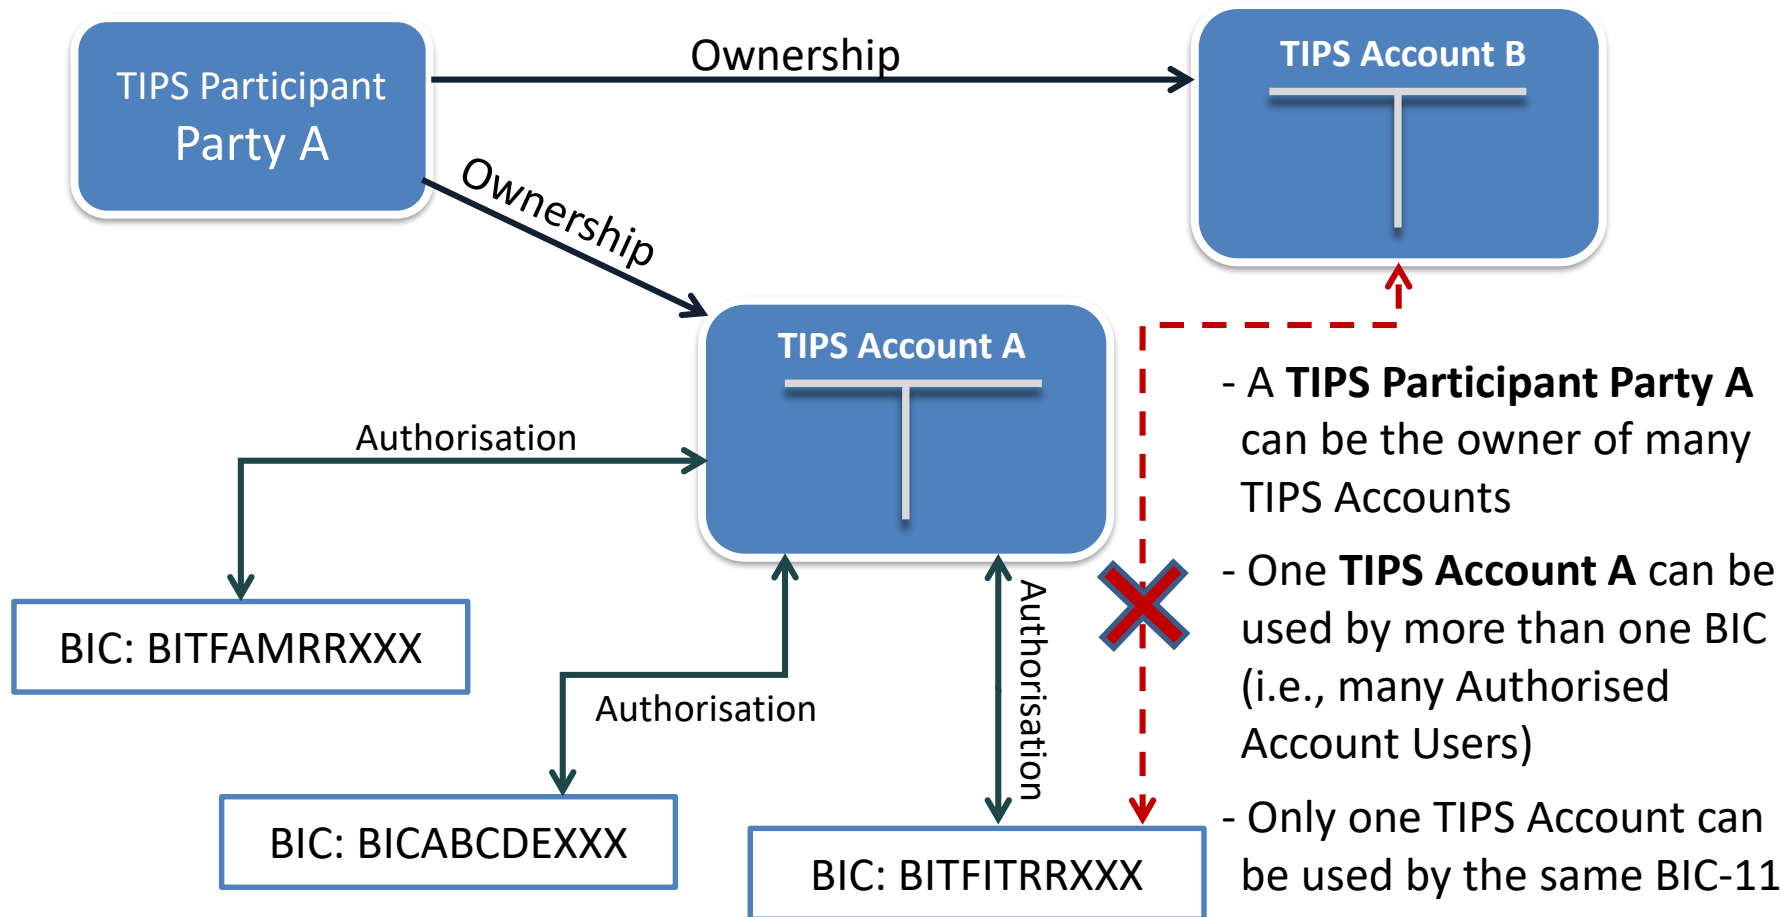 TIPS Participant
Party A
Ownership
TIPS Account B
Ownership
TIPS Account A
Authorisation
Authorisation
Authorisation
BIC: BITFAMRRXXX
BIC: BICABCDEXXX
BIC: BITFITRRXXX
- A TIPS Participant Party A
can be the owner of many
TIPS Accounts
- One TIPS Account A can be
used by more than one BIC
(i.e., many Authorised
Account Users)
- Only one TIPS Account can
be used by the same BIC-11